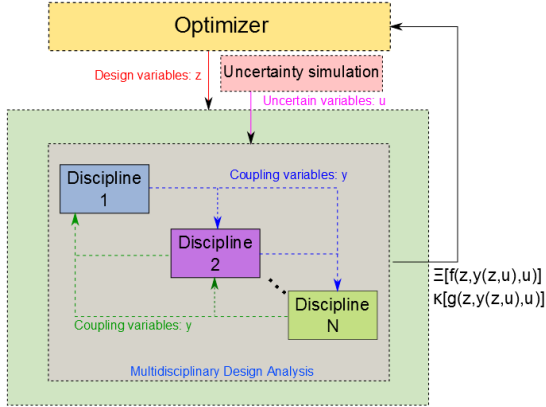 Optimizer
Design variables: z
Uncertainty simulation
Uncertain variables: u
Discipline
1
Coupling variables: y
Discipline
2
Ξ[f(z,y(z,u),u)]
κ[g(z,y(z,u),u)]
Discipline
N
Coupling variables: y
Multidisciplinary Design Analysis